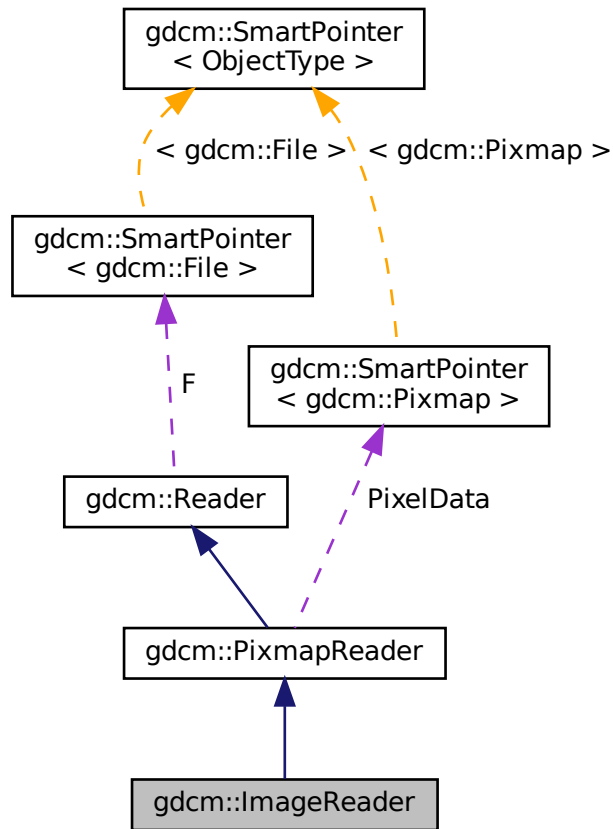 gdcm::SmartPointer
< ObjectType >
< gdcm::File >
< gdcm::Pixmap >
gdcm::SmartPointer
< gdcm::File >
gdcm::SmartPointer
< gdcm::Pixmap >
F
gdcm::Reader
PixelData
gdcm::PixmapReader
gdcm::ImageReader